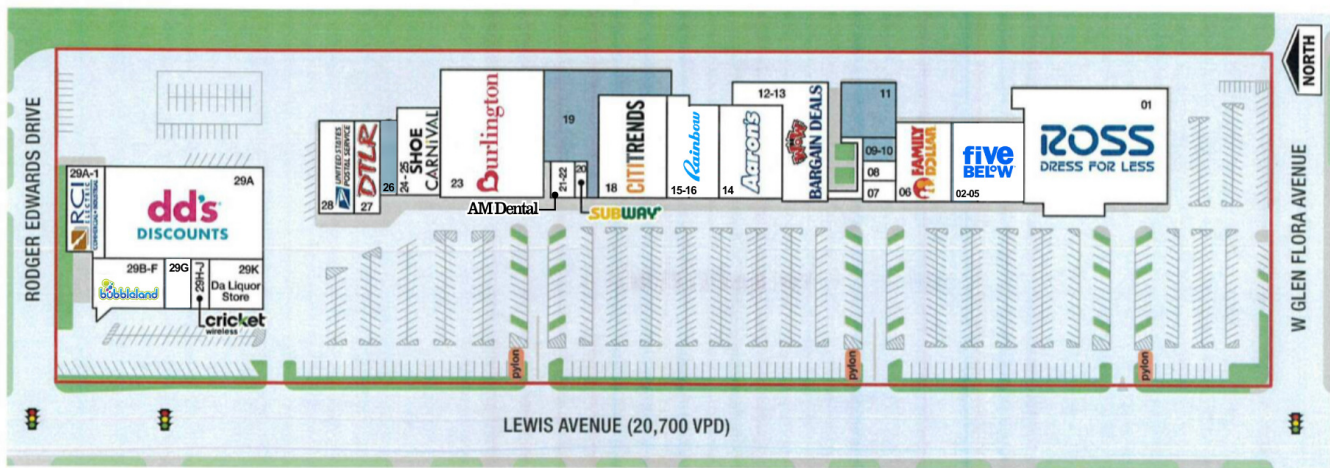 NORTH
RODGER EDWARDS DRIVE
W GLEN FLORA AVENUE
LEWIS AVENUE (20,700 VPD)
29A-1
RCI
ELECTRIC
COMMERCIAL • INDUSTRIAL
29A
dd's
DISCOUNTS
29B-F
bubbleland
29G
29H-J
cricket
wireless
29K
Da Liquor
Store
28
UNITED STATES
POSTAL SERVICE
27
DTLR
26
24 - 25
SHOE
CARNIVAL
23
Burlington
AM Dental
21-22
20
SUBWAY
19
18
CITITRENDS
15-16
Rainbow
14
Aaron's
12-13
BARGAIN DEALS
11
09-10
08
07
06
FAMILY
DOLLAR
five
BELOW
02-05
01
ROSS
DRESS FOR LESS
pylon
pylon
pylon